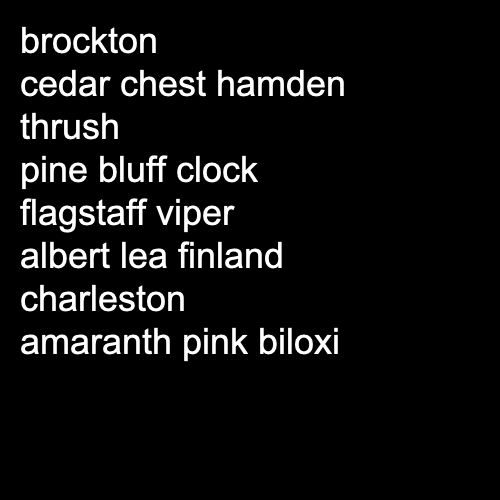 brockton
cedar chest hamden
thrush
pine bluff clock
flagstaff viper
albert lea finland
charleston
amaranth pink biloxi